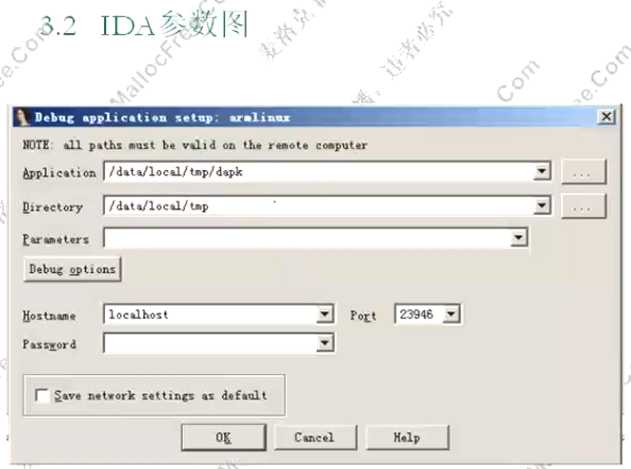 3.2 IDA参数图
Debug application setup: armlinux
NOTE: all paths must be valid on the remote computer
Application /data/local/tmp/dapk ...
Directory /data/local/tmp ...
Parameters
Debug options
Hostname localhost Port 23946
Password
Save network settings as default
OK Cancel Help